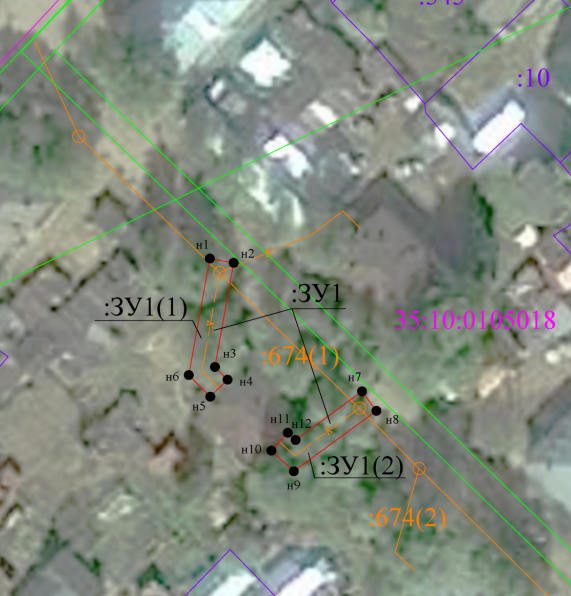 :10
н1
н2
:ЗУ1
:ЗУ1(1)
35:10:0105018
:674(1)
н3
н4
н5
н6
н7
н8
н11
н12
н10
:ЗУ1(2)
н9
:674(2)